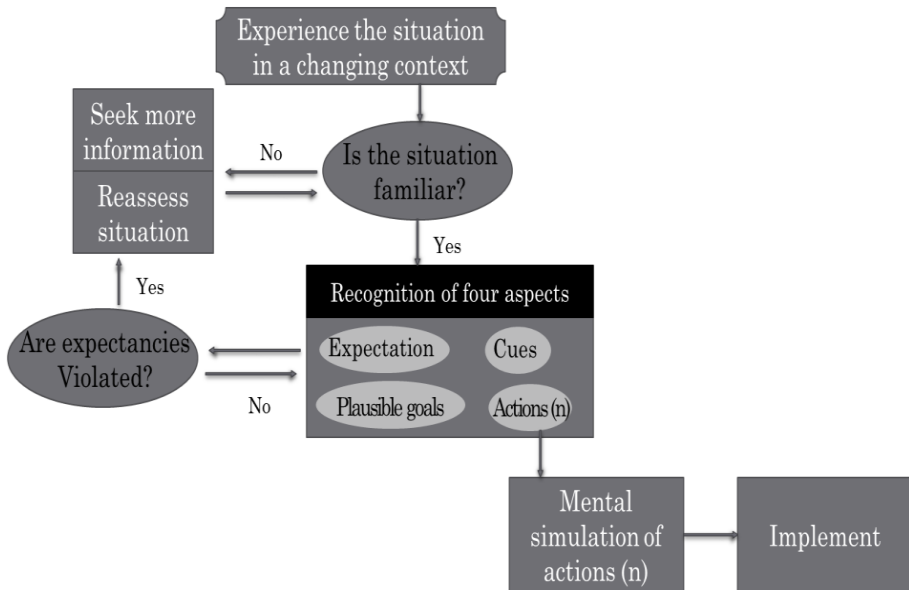 Experience the situation
in a changing context
Seek more
information
Reassess
situation
No
Is the situation
familiar?
Yes
Yes
Recognition of four aspects
Are expectancies
Violated?
No
Expectation
Cues
Plausible goals
Actions (n)
Mental
simulation of
actions (n)
Implement